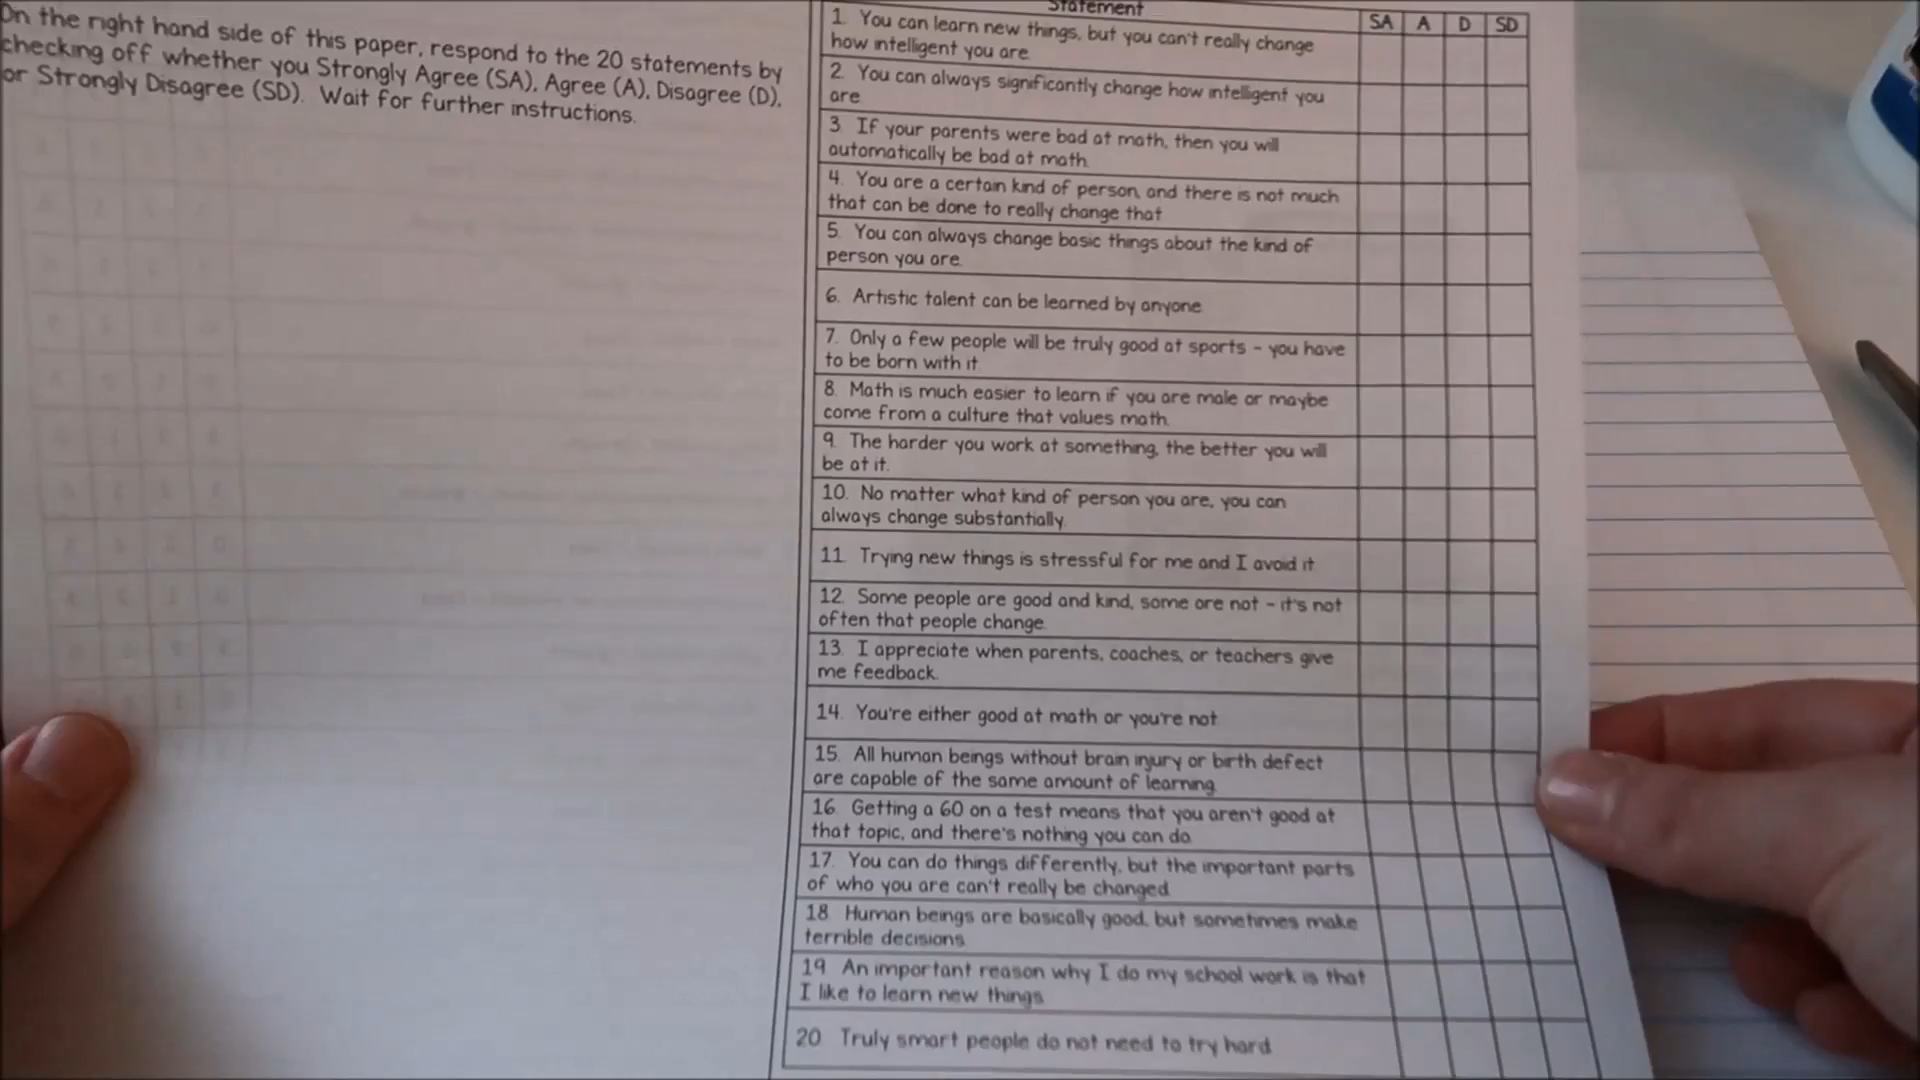 On the right hand side of this paper, respond to the 20 statements by
checking off whether you Strongly Agree (SA), Agree (A), Disagree (D),
or Strongly Disagree (SD). Wait for further instructions.
Statement
SA A D SD
1. You can learn new things, but you can't really change
how intelligent you are.
2. You can always significantly change how intelligent you
are.
3. If your parents were bad at math, then you will
automatically be bad at math.
4. You are a certain kind of person, and there is not much
that can be done to really change that
5. You can always change basic things about the kind of
person you are.
6. Artistic talent can be learned by anyone
7. Only a few people will be truly good at sports - you have
to be born with it
8. Math is much easier to learn if you are male or maybe
come from a culture that values math.
9. The harder you work at something, the better you will
be at it.
10. No matter what kind of person you are, you can
always change substantially.
11. Trying new things is stressful for me and I avoid it
12. Some people are good and kind, some are not - it's not
often that people change.
13. I appreciate when parents, coaches, or teachers give
me feedback.
14. You're either good at math or you're not
15. All human beings without brain injury or birth defect
are capable of the same amount of learning.
16. Getting a 60 on a test means that you aren't good at
that topic, and there's nothing you can do
17. You can do things differently, but the important parts
of who you are can't really be changed
18. Human beings are basically good, but sometimes make
terrible decisions
19. An important reason why I do my school work is that
I like to learn new things
20. Truly smart people do not need to try hard